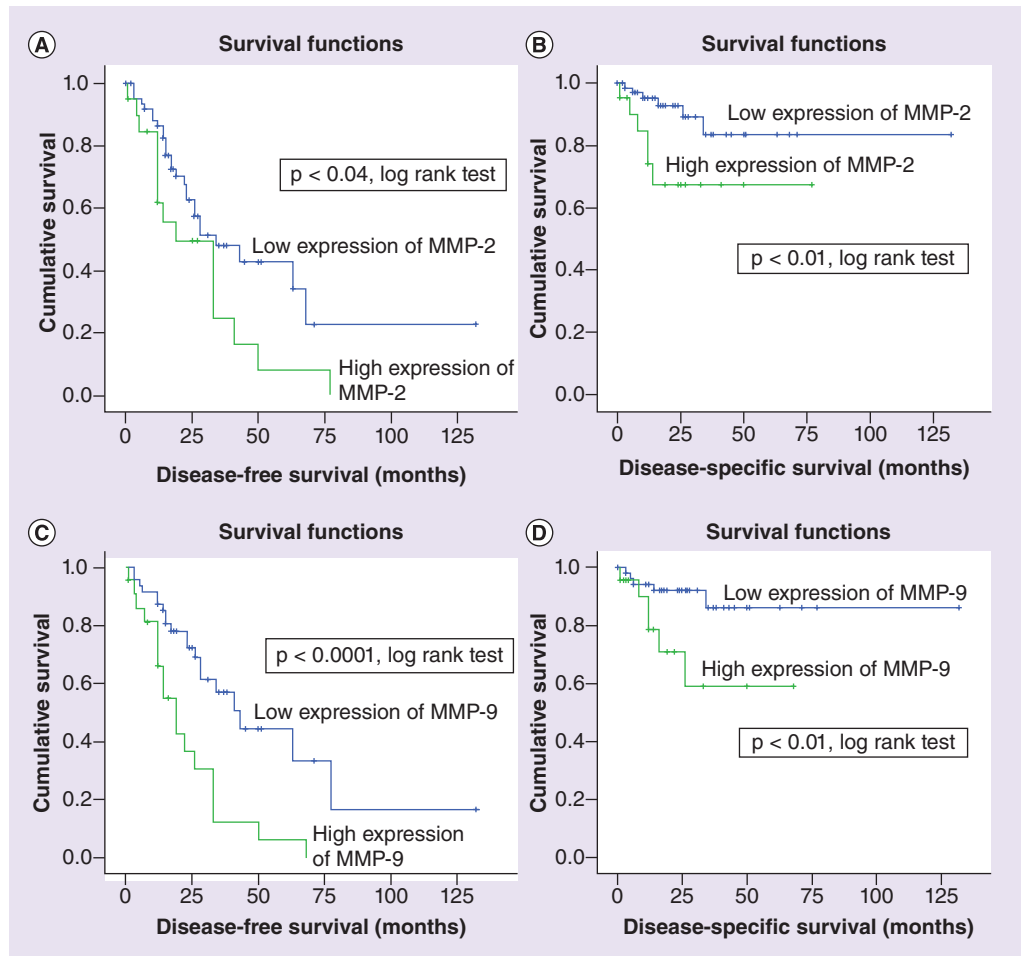 A
Survival functions
1.0
0.8
0.6
0.4
0.2
0.0
Cumulative survival
p < 0.04, log rank test
Low expression of MMP-2
High expression of
MMP-2
0 25 50 75 100 125
Disease-free survival (months)
B
Survival functions
1.0
0.8
0.6
0.4
0.2
0.0
Cumulative survival
Low expression of MMP-2
High expression of MMP-2
p < 0.01, log rank test
0 25 50 75 100 125
Disease-specific survival (months)
C
Survival functions
1.0
0.8
0.6
0.4
0.2
0.0
Cumulative survival
p < 0.0001, log rank test
Low expression of MMP-9
High expression
of MMP-9
0 25 50 75 100 125
Disease-free survival (months)
D
Survival functions
1.0
0.8
0.6
0.4
0.2
0.0
Cumulative survival
Low expression of MMP-9
High expression of MMP-9
p < 0.01, log rank test
0 25 50 75 100 125
Disease-specific survival (months)